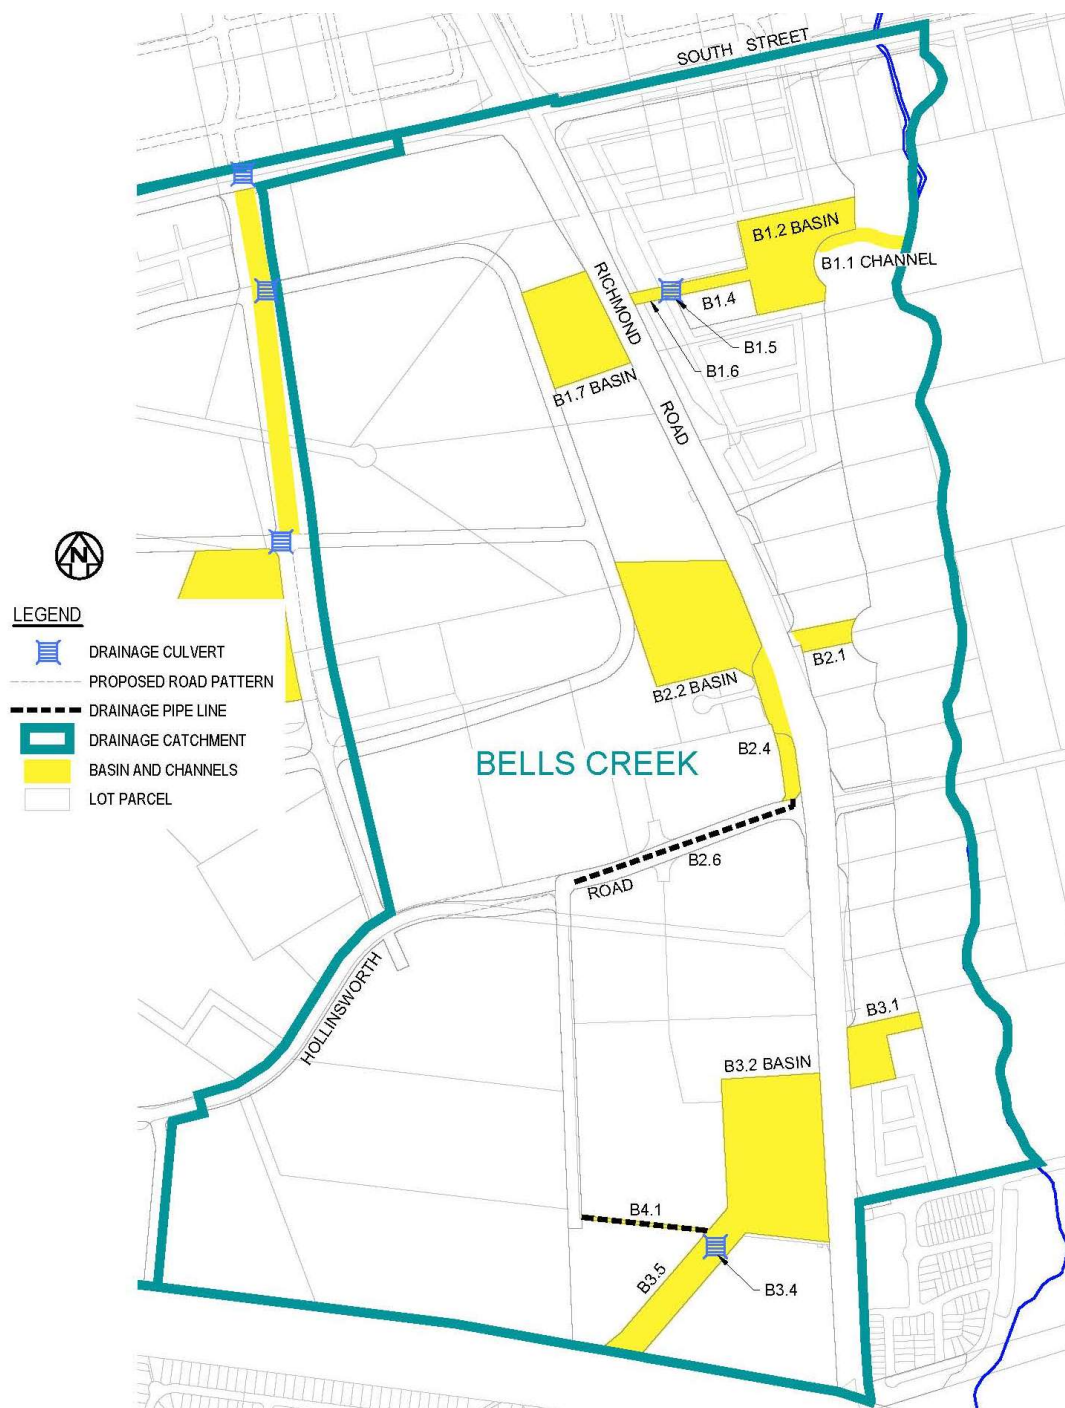 SOUTH STREET
B1.2 BASIN
B1.1 CHANNEL
RICHMOND
ROAD
B1.4
B1.5
B1.6
B1.7 BASIN
N
LEGEND
DRAINAGE CULVERT
PROPOSED ROAD PATTERN
DRAINAGE PIPE LINE
DRAINAGE CATCHMENT
BASIN AND CHANNELS
LOT PARCEL
B2.1
B2.2 BASIN
B2.4
BELLS CREEK
B2.6
ROAD
HOLLINSWORTH
B3.1
B3.2 BASIN
B4.1
B3.5
B3.4